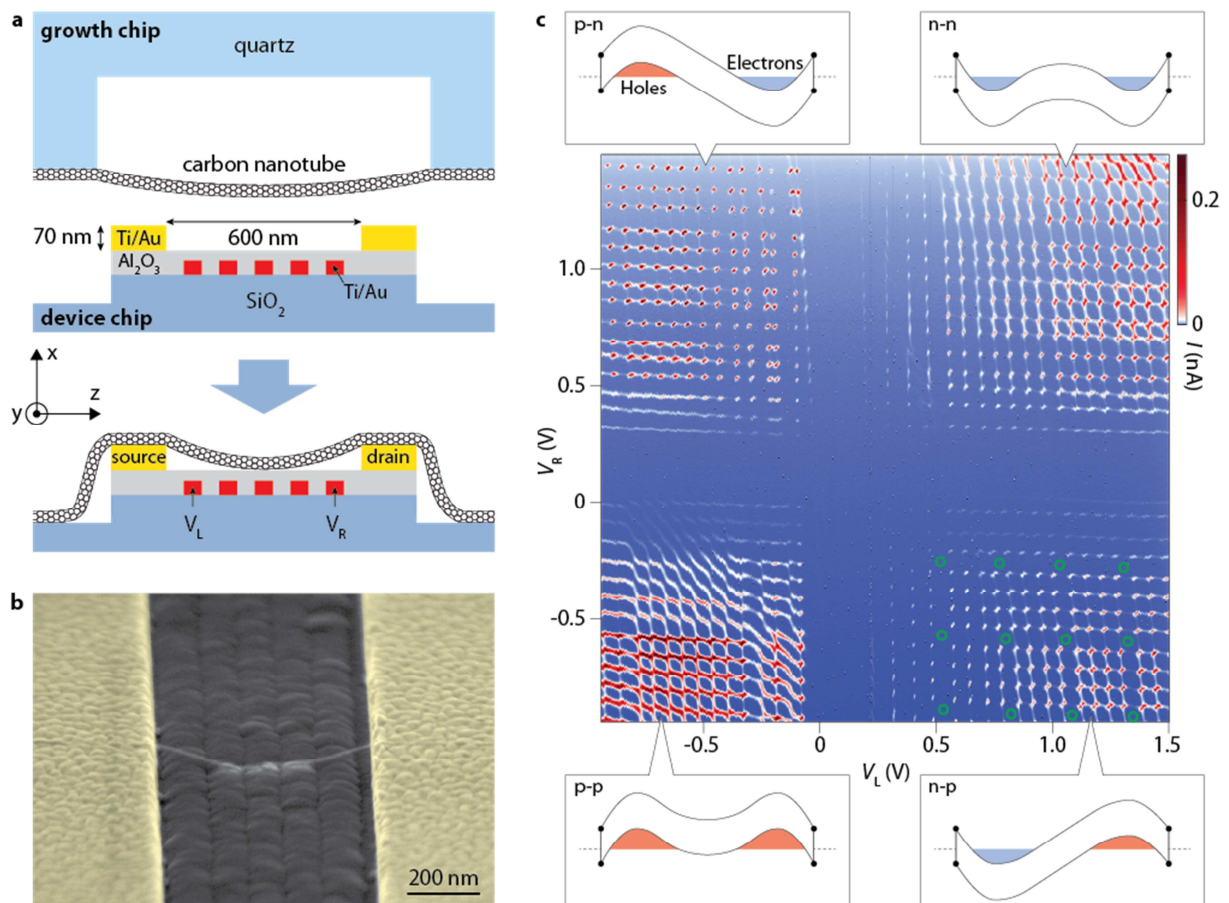 a
growth chip
quartz
carbon nanotube
70 nm
Ti/Au
600 nm
Al2O3
Ti/Au
SiO2
device chip
x
y
z
source
drain
VL
VR
b
200 nm
c
p-n
Electrons
Holes
n-n
0.2
0
I (nA)
1.0
0.5
0
-0.5
VR (V)
-0.5
0
0.5
1.0
1.5
VL (V)
p-p
n-p